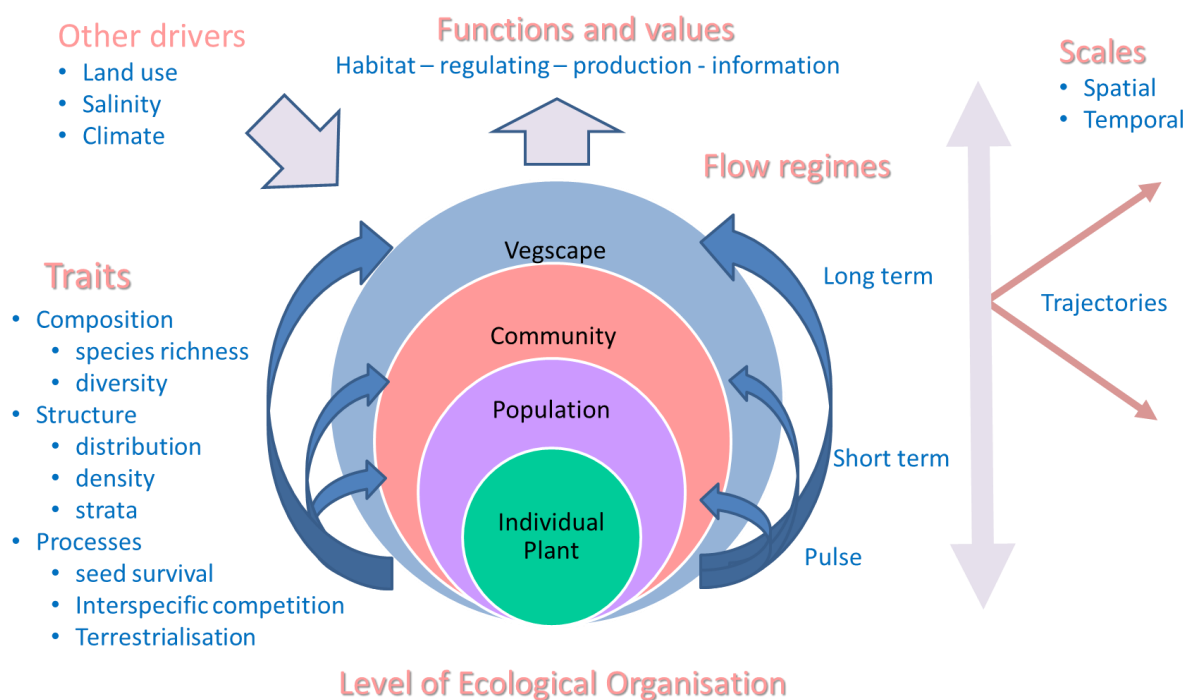 Other drivers
• Land use
• Salinity
• Climate
Functions and values
Habitat – regulating – production - information
Scales
• Spatial
• Temporal
Flow regimes
Traits
• Composition
• species richness
• diversity
• Structure
• distribution
• density
• strata
• Processes
• seed survival
• Interspecific competition
• Terrestrialisation
Vegscape
Community
Population
Individual
Plant
Long term
Short term
Pulse
Trajectories
Level of Ecological Organisation